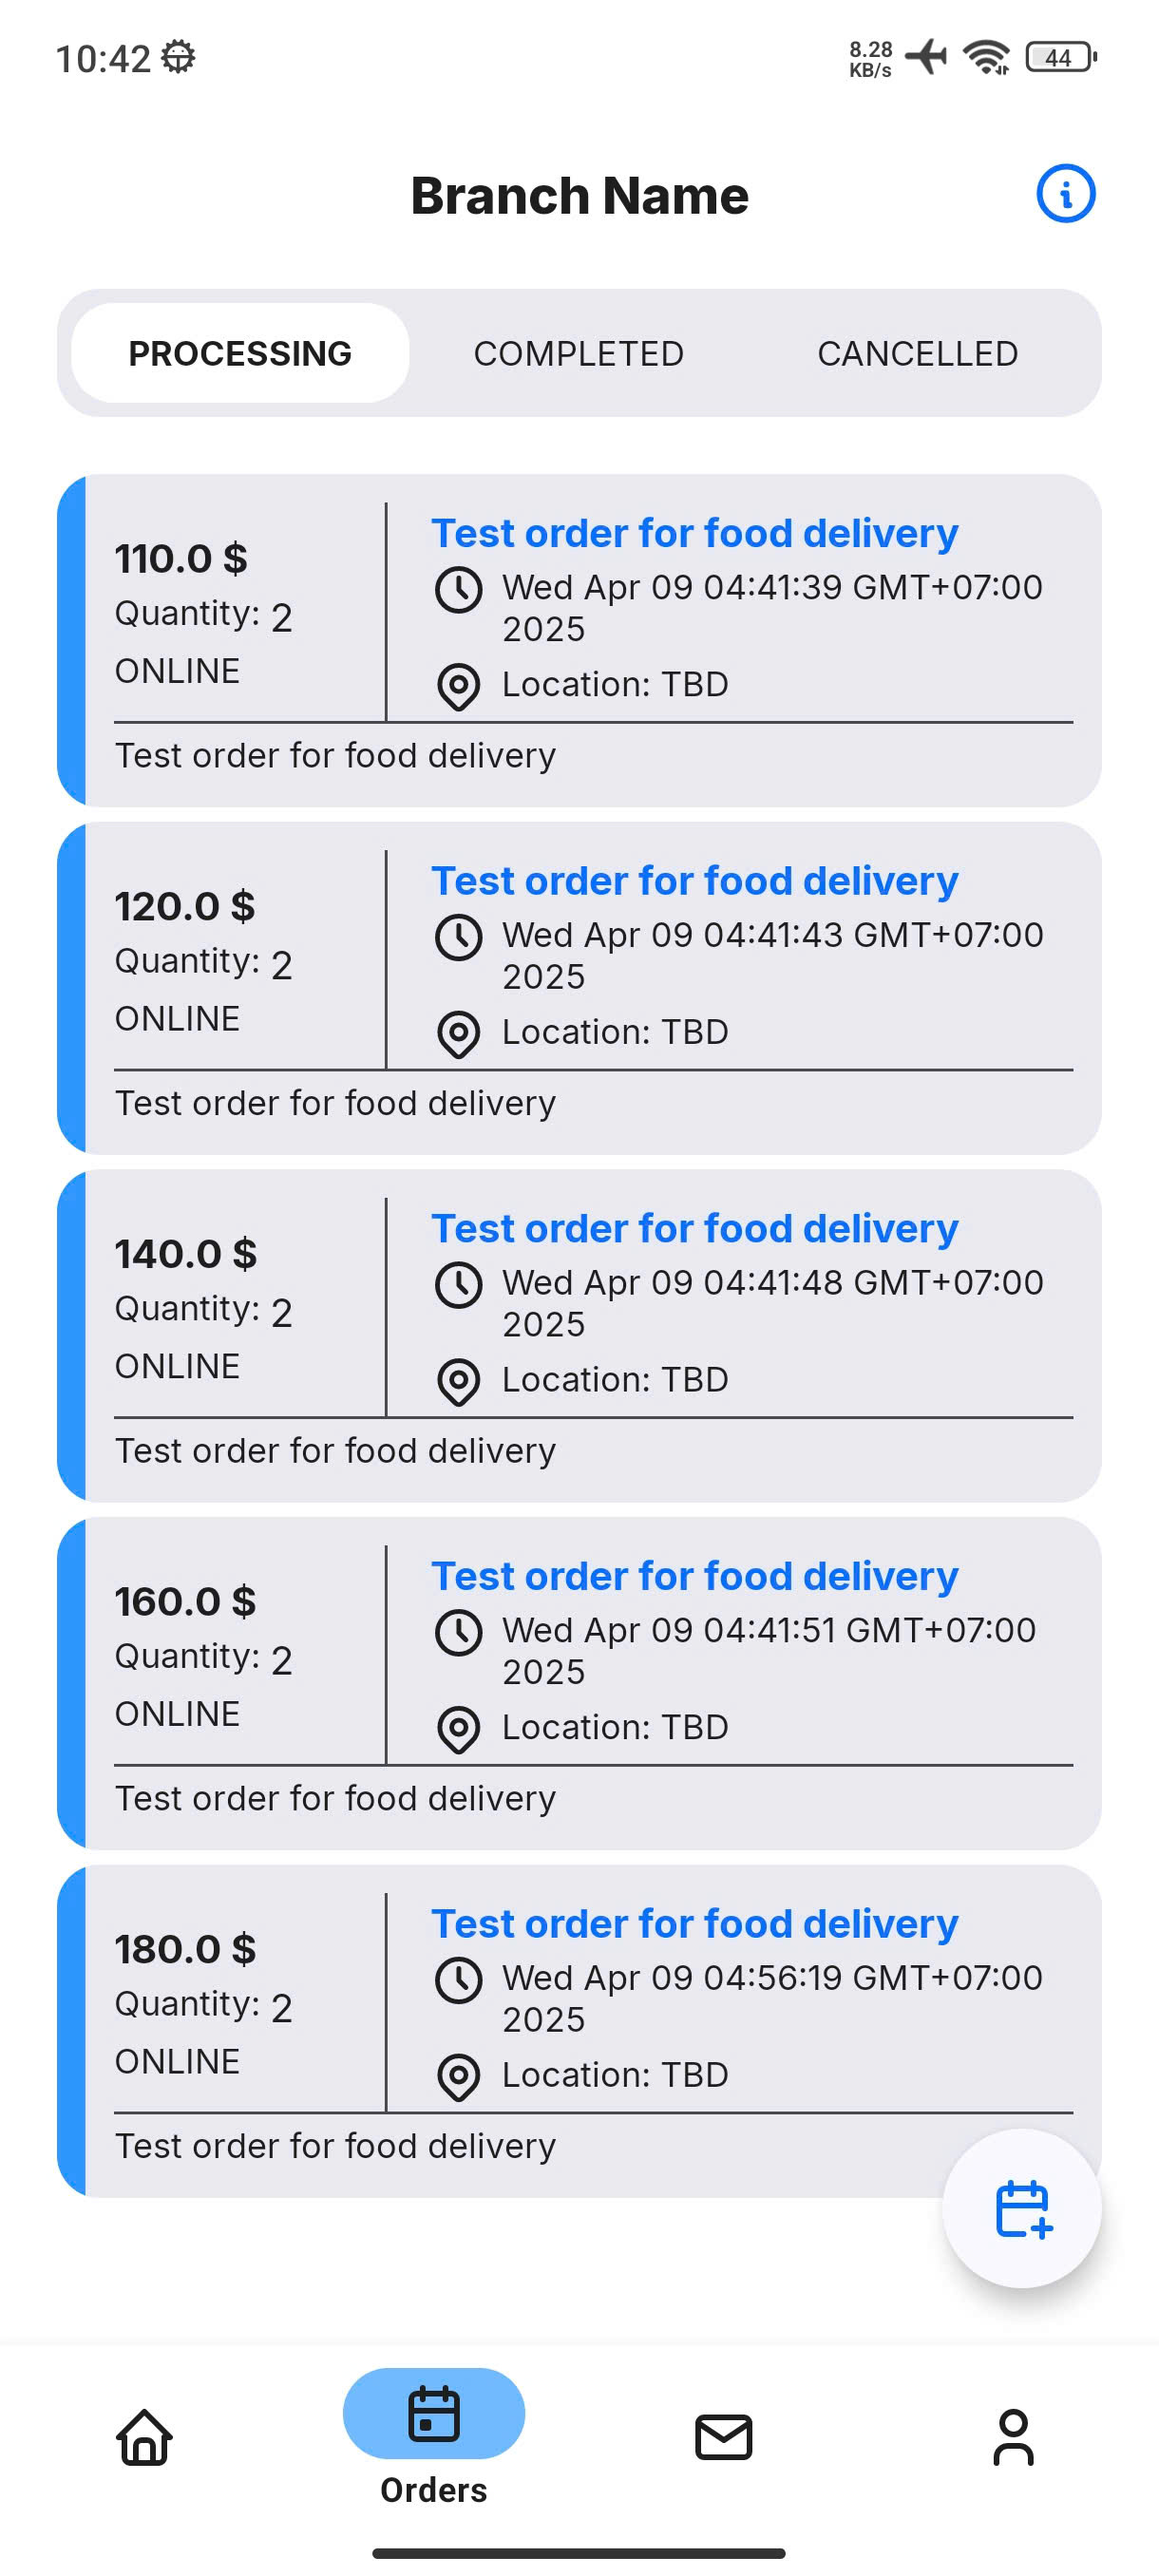 10:42
8.28
KB/s
44
Branch Name
PROCESSING COMPLETED CANCELLED
110.0 $
Quantity: 2
ONLINE
Test order for food delivery
Wed Apr 09 04:41:39 GMT+07:00
2025
Location: TBD
Test order for food delivery
120.0 $
Quantity: 2
ONLINE
Test order for food delivery
Wed Apr 09 04:41:43 GMT+07:00
2025
Location: TBD
Test order for food delivery
140.0 $
Quantity: 2
ONLINE
Test order for food delivery
Wed Apr 09 04:41:48 GMT+07:00
2025
Location: TBD
Test order for food delivery
160.0 $
Quantity: 2
ONLINE
Test order for food delivery
Wed Apr 09 04:41:51 GMT+07:00
2025
Location: TBD
Test order for food delivery
180.0 $
Quantity: 2
ONLINE
Test order for food delivery
Wed Apr 09 04:56:19 GMT+07:00
2025
Location: TBD
Test order for food delivery
Orders